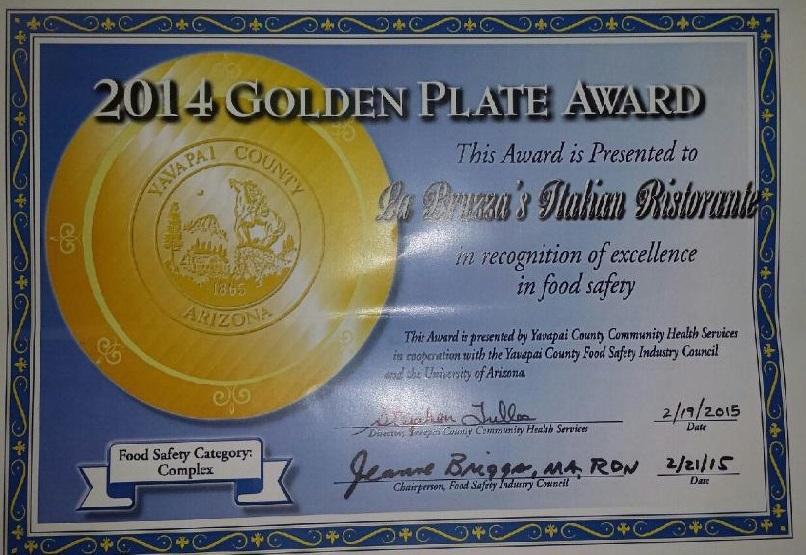 2014 GOLDEN PLATE AWARD
This Award is Presented to
La Bruzza's Italian Ristorante
in recognition of excellence
in food safety
YAVAPAI COUNTY
1865
ARIZONA
This Award is presented by Yavapai County Community Health Services
in cooperation with the Yavapai County Food Safety Industry Council
and the University of Arizona
Stephen Tullos 2/19/2015
Director, Yavapai County Community Health Services Date
Food Safety Category:
Complex
Jeanne Briggs, MA, RDN 2/21/15
Chairperson, Food Safety Industry Council Date